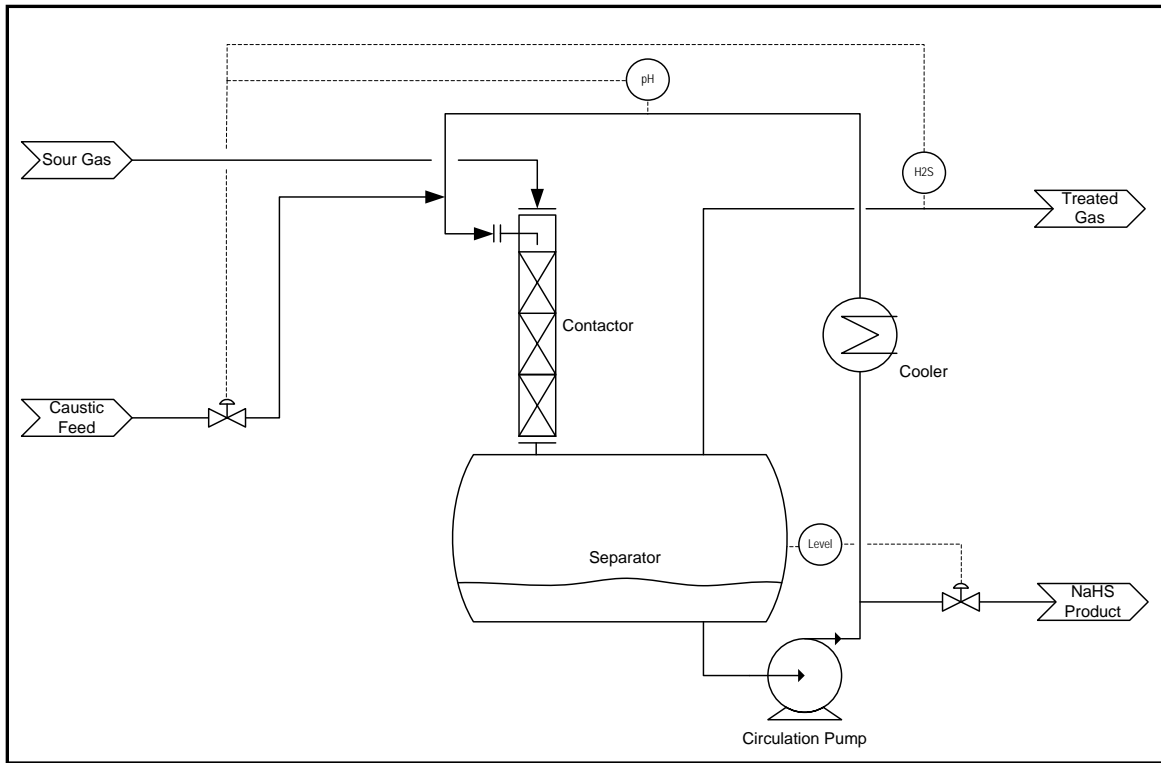 pH
Sour Gas
H2S
Treated
Gas
Contactor
Cooler
Caustic
Feed
Level
Separator
NaHS
Product
Circulation Pump